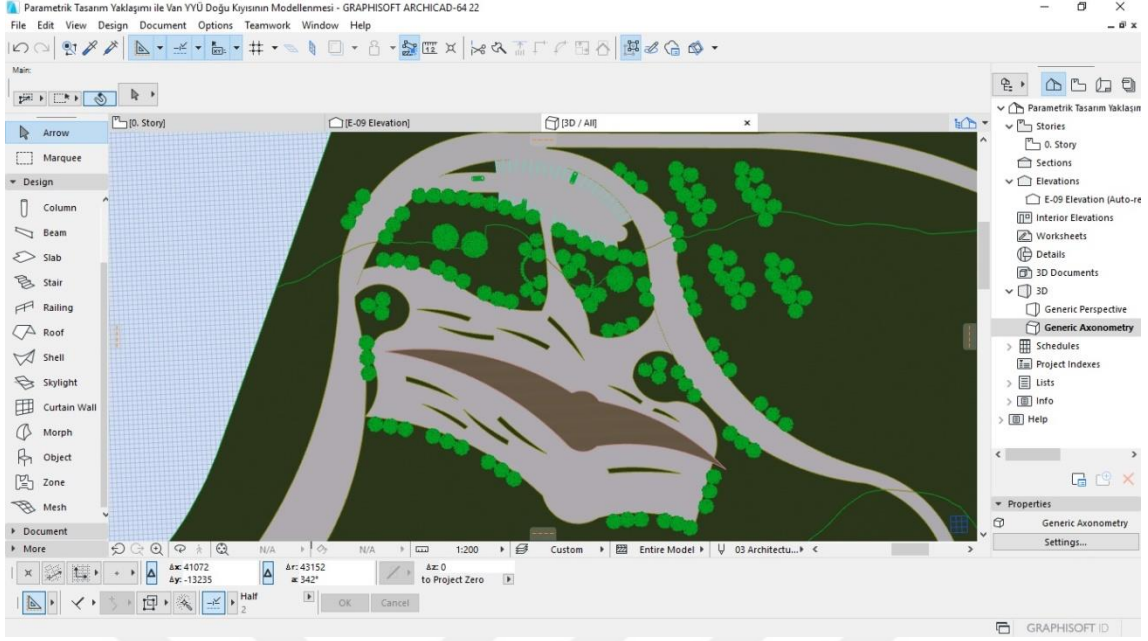 Parametrik Tasarım Yaklaşımı ile Van YYÜ Doğu Kıyısının Modellenmesi - GRAPHISOFT ARCHICAD-64 22
File Edit View Design Document Options Teamwork Window Help
Main:
[0. Story] [E-09 Elevation] [3D / All]
Arrow
Marquee
Design
Column
Beam
Slab
Stair
Railing
Roof
Shell
Skylight
Curtain Wall
Morph
Object
Zone
Mesh
Document
More
Parametrik Tasarım Yaklaşım
Stories
0. Story
Sections
Elevations
E-09 Elevation (Auto-re
Interior Elevations
Worksheets
Details
3D Documents
3D
Generic Perspective
Generic Axonometry
Schedules
Project Indexes
Lists
Info
Help
Properties
Generic Axonometry
Settings...
N/A N/A 1:200 Custom Entire Model 03 Architectu...
Δx: 41072 Δr: 43152 Δz: 0
Δy: -13235 α: 342° to Project Zero
Half
2 OK Cancel
GRAPHISOFT ID